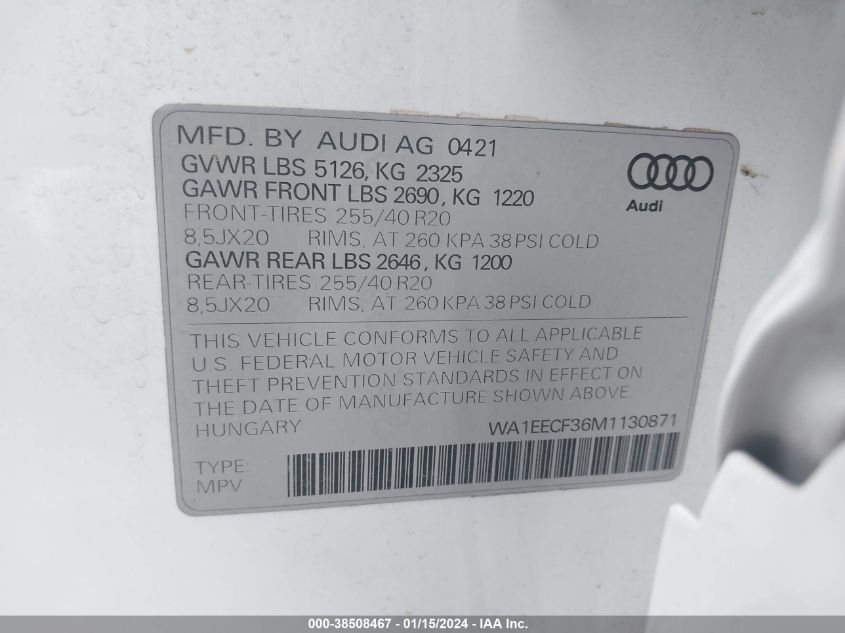 MFD. BY AUDI AG 0421
GVWR LBS 5126, KG 2325
GAWR FRONT LBS 2690, KG 1220
FRONT-TIRES 255/40 R20
8,5JX20 RIMS, AT 260 KPA 38 PSI COLD
GAWR REAR LBS 2646, KG 1200
REAR-TIRES 255/40 R20
8,5JX20 RIMS, AT 260 KPA 38 PSI COLD
Audi
THIS VEHICLE CONFORMS TO ALL APPLICABLE
U.S. FEDERAL MOTOR VEHICLE SAFETY AND
THEFT PREVENTION STANDARDS IN EFFECT ON
THE DATE OF MANUFACTURE SHOWN ABOVE.
HUNGARY WA1EECF36M1130871
TYPE:
MPV
000-38508467 - 01/15/2024 - IAA Inc.